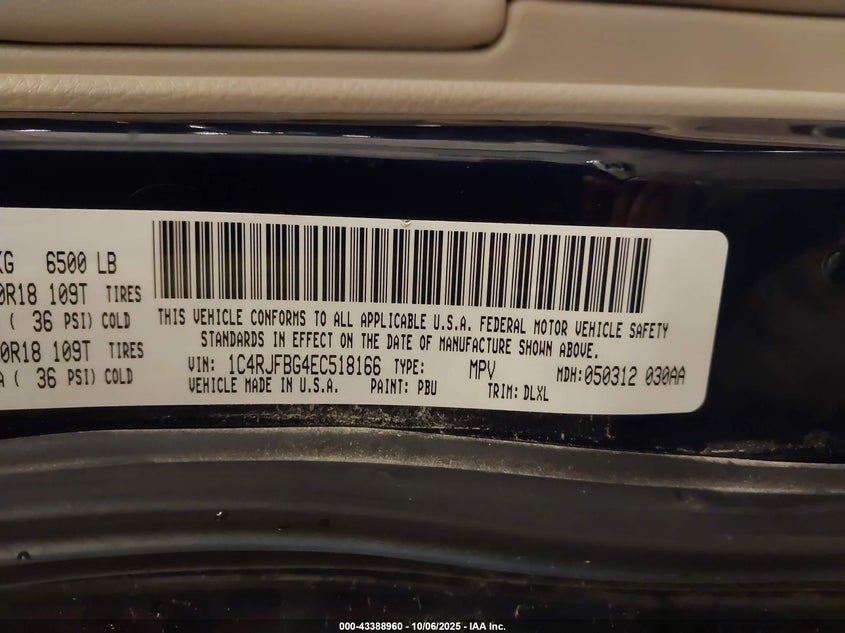 KG 6500 LB
0R18 109T TIRES
( 36 PSI) COLD
0R18 109T TIRES
A ( 36 PSI) COLD
THIS VEHICLE CONFORMS TO ALL APPLICABLE U.S.A. FEDERAL MOTOR VEHICLE SAFETY
STANDARDS IN EFFECT ON THE DATE OF MANUFACTURE SHOWN ABOVE.
VIN: 1C4RJFBG4EC518166 TYPE: MPV MDH: 050312 030AA
VEHICLE MADE IN U.S.A. PAINT: PBU TRIM: DLXL
000-43388960 - 10/06/2025 - IAA Inc.